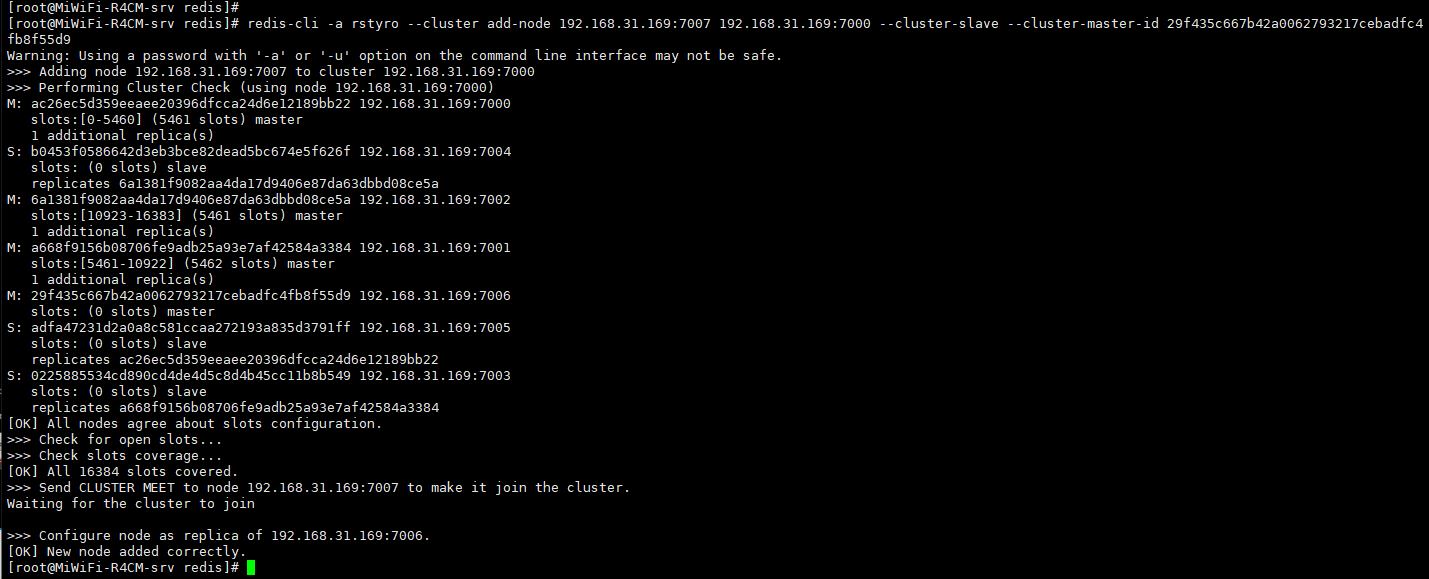 [root@MiWiFi-R4CM-srv redis]#
[root@MiWiFi-R4CM-srv redis]# redis-cli -a rstyro --cluster add-node 192.168.31.169:7007 192.168.31.169:7000 --cluster-slave --cluster-master-id 29f435c667b42a0062793217cebadfc4
fb8f55d9
Warning: Using a password with '-a' or '-u' option on the command line interface may not be safe.
>>> Adding node 192.168.31.169:7007 to cluster 192.168.31.169:7000
>>> Performing Cluster Check (using node 192.168.31.169:7000)
M: ac26ec5d359eeaee20396dfcca24d6e12189bb22 192.168.31.169:7000
   slots:[0-5460] (5461 slots) master
   1 additional replica(s)
S: b0453f0586642d3eb3bce82dead5bc674e5f626f 192.168.31.169:7004
   slots: (0 slots) slave
   replicates 6a1381f9082aa4da17d9406e87da63dbbd08ce5a
M: 6a1381f9082aa4da17d9406e87da63dbbd08ce5a 192.168.31.169:7002
   slots:[10923-16383] (5461 slots) master
   1 additional replica(s)
M: a668f9156b08706fe9adb25a93e7af42584a3384 192.168.31.169:7001
   slots:[5461-10922] (5462 slots) master
   1 additional replica(s)
M: 29f435c667b42a0062793217cebadfc4fb8f55d9 192.168.31.169:7006
   slots: (0 slots) master
S: adfa47231d2a0a8c581ccaa272193a835d3791ff 192.168.31.169:7005
   slots: (0 slots) slave
   replicates ac26ec5d359eeaee20396dfcca24d6e12189bb22
S: 0225885534cd890cd4de4d5c8d4b45cc11b8b549 192.168.31.169:7003
   slots: (0 slots) slave
   replicates a668f9156b08706fe9adb25a93e7af42584a3384
[OK] All nodes agree about slots configuration.
>>> Check for open slots...
>>> Check slots coverage...
[OK] All 16384 slots covered.
>>> Send CLUSTER MEET to node 192.168.31.169:7007 to make it join the cluster.
Waiting for the cluster to join
>>> Configure node as replica of 192.168.31.169:7006.
[OK] New node added correctly.
[root@MiWiFi-R4CM-srv redis]#